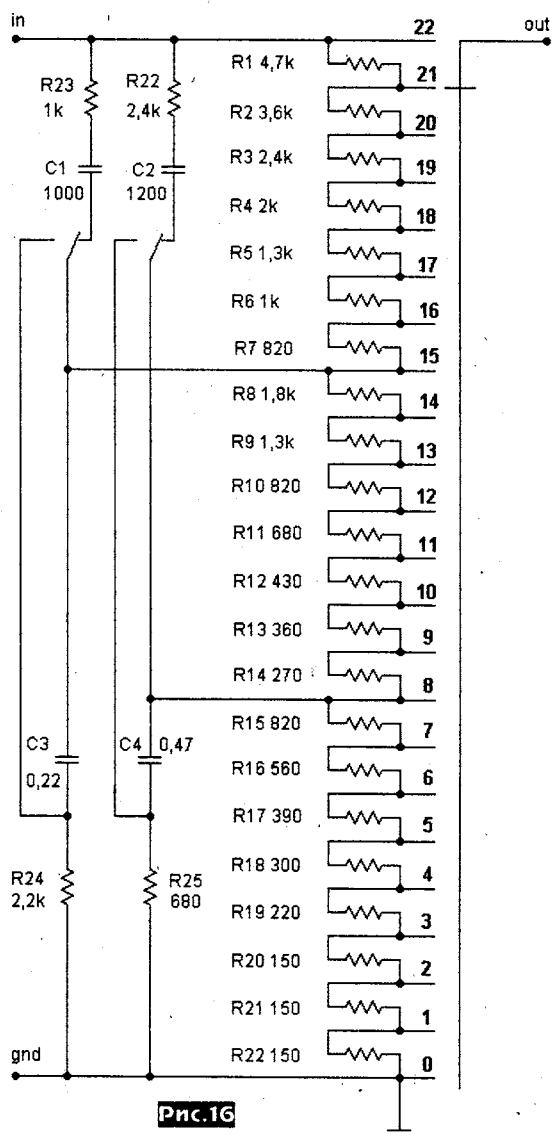 in
out
22
R1 4,7k
21
R23
1k
R22
2,4k
R2 3,6k
20
R3 2,4k
19
C1
1000
C2
1200
R4 2k
18
R5 1,3k
17
R6 1k
16
R7 820
15
R8 1,8k
14
R9 1,3k
13
R10 820
12
R11 680
11
R12 430
10
R13 360
9
R14 270
8
R15 820
7
C3
0,22
C4
0,47
R16 560
6
R17 390
5
R18 300
4
R24
2,2k
R25
680
R19 220
3
R20 150
2
R21 150
1
gnd
R22 150
0
Рис.16